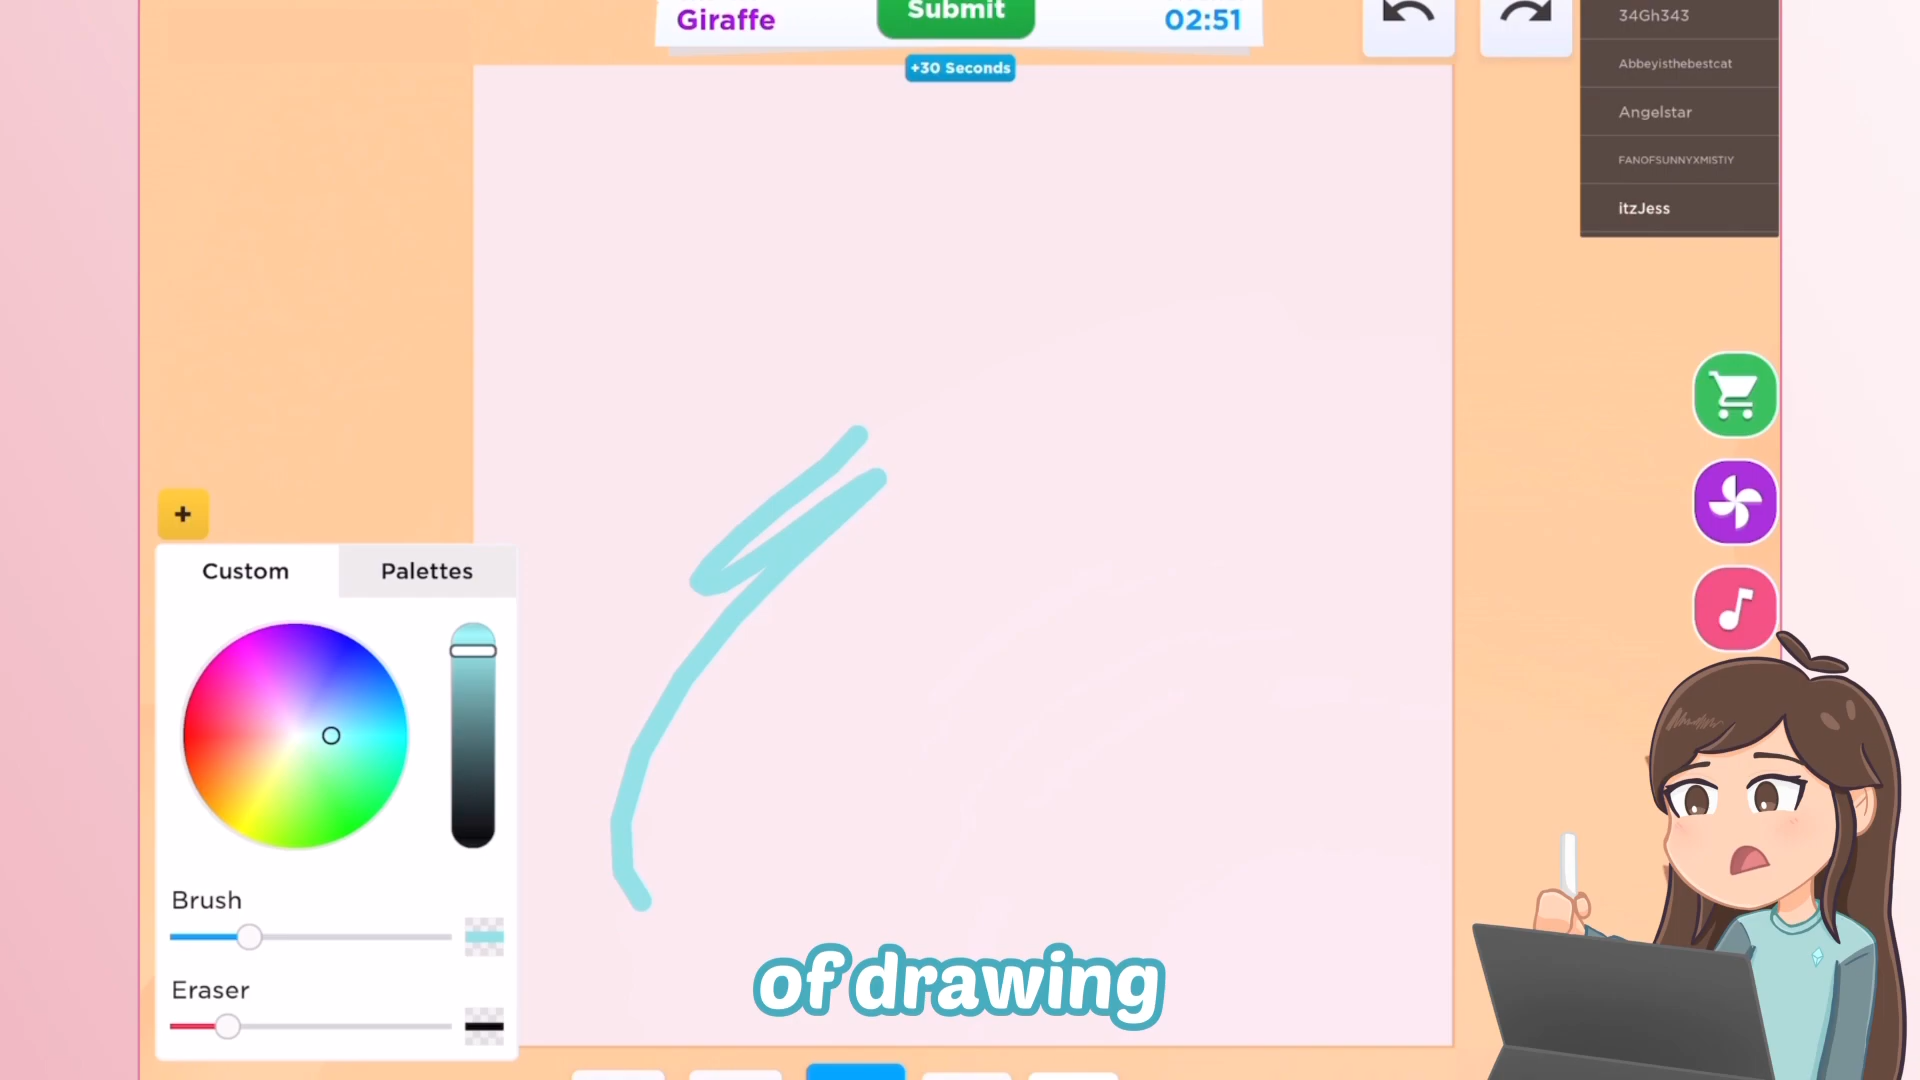 Giraffe
Submit
02:51
+30 Seconds
34Gh343
Abbeyisthebestcat
Angelstar
FANOFSUNNYXMISTIY
itzJess
+
Custom
Palettes
Brush
Eraser
of drawing